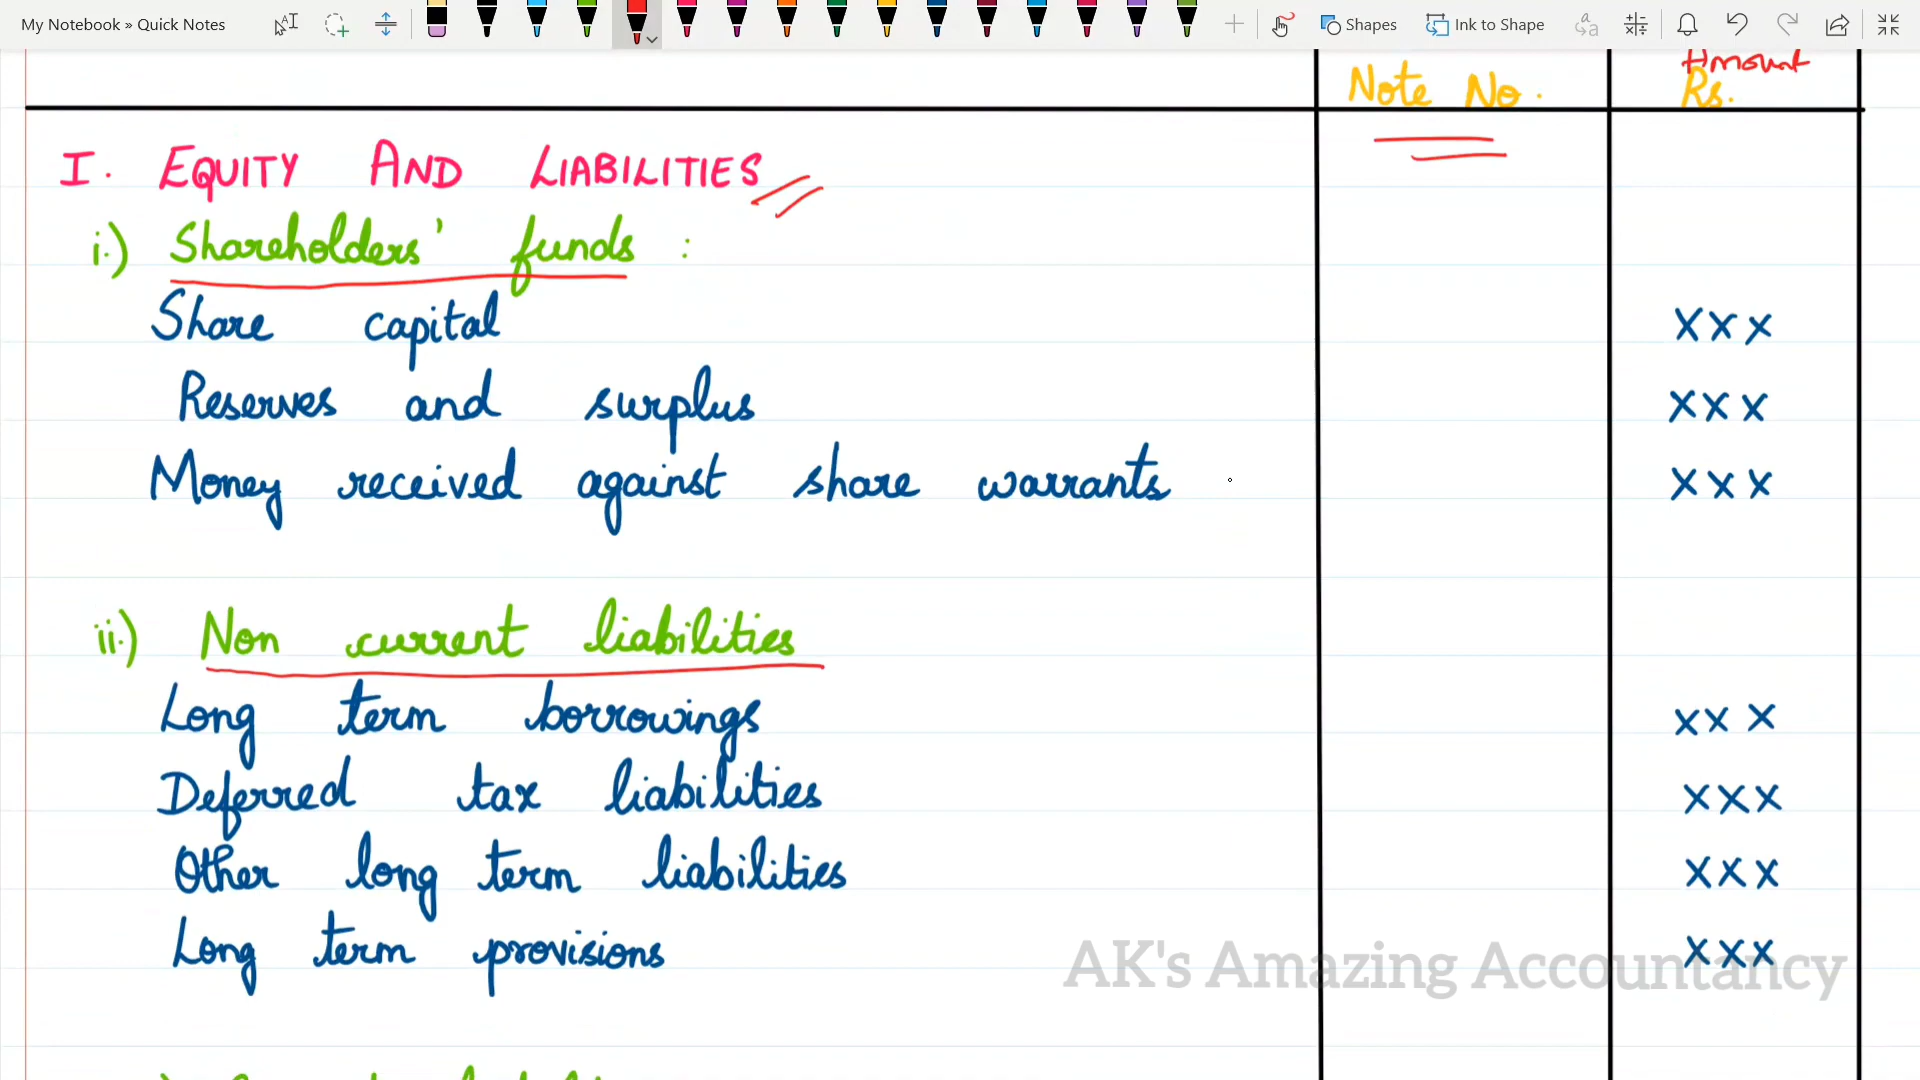 My Notebook » Quick Notes
Shapes
Ink to Shape
Amount
Note No.
Rs.
I. EQUITY AND LIABILITIES
i.) Shareholders' funds :
Share capital XXX
Reserves and surplus XXX
Money received against share warrants XXX
ii.) Non current liabilities
Long term borrowings XXX
Deferred tax liabilities XXX
Other long term liabilities XXX
Long term provisions XXX
AK's Amazing Accountancy